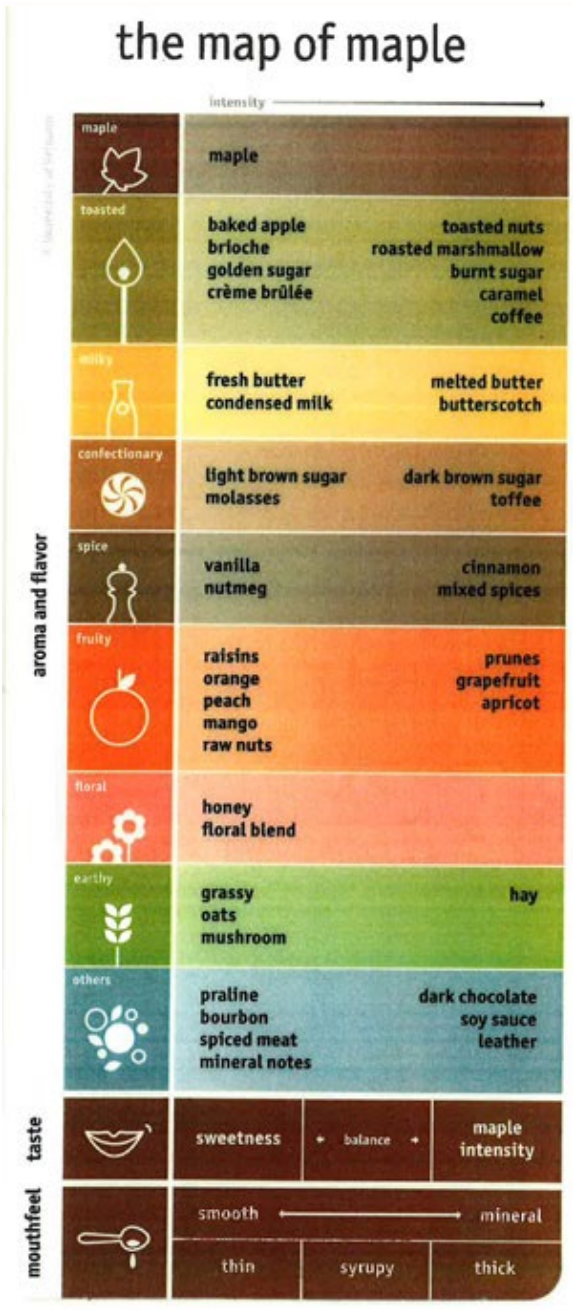 the map of maple
intensity
maple
maple
toasted
baked apple
brioche
golden sugar
crème brûlée
toasted nuts
roasted marshmallow
burnt sugar
caramel
coffee
milky
fresh butter
condensed milk
melted butter
butterscotch
confectionary
light brown sugar
molasses
dark brown sugar
toffee
spice
vanilla
nutmeg
cinnamon
mixed spices
fruity
raisins
orange
peach
mango
raw nuts
prunes
grapefruit
apricot
floral
honey
floral blend
earthy
grassy
oats
mushroom
hay
others
praline
bourbon
spiced meat
mineral notes
dark chocolate
soy sauce
leather
aroma and flavor
taste
sweetness
balance
maple
intensity
mouthfeel
smooth
mineral
thin
syrupy
thick